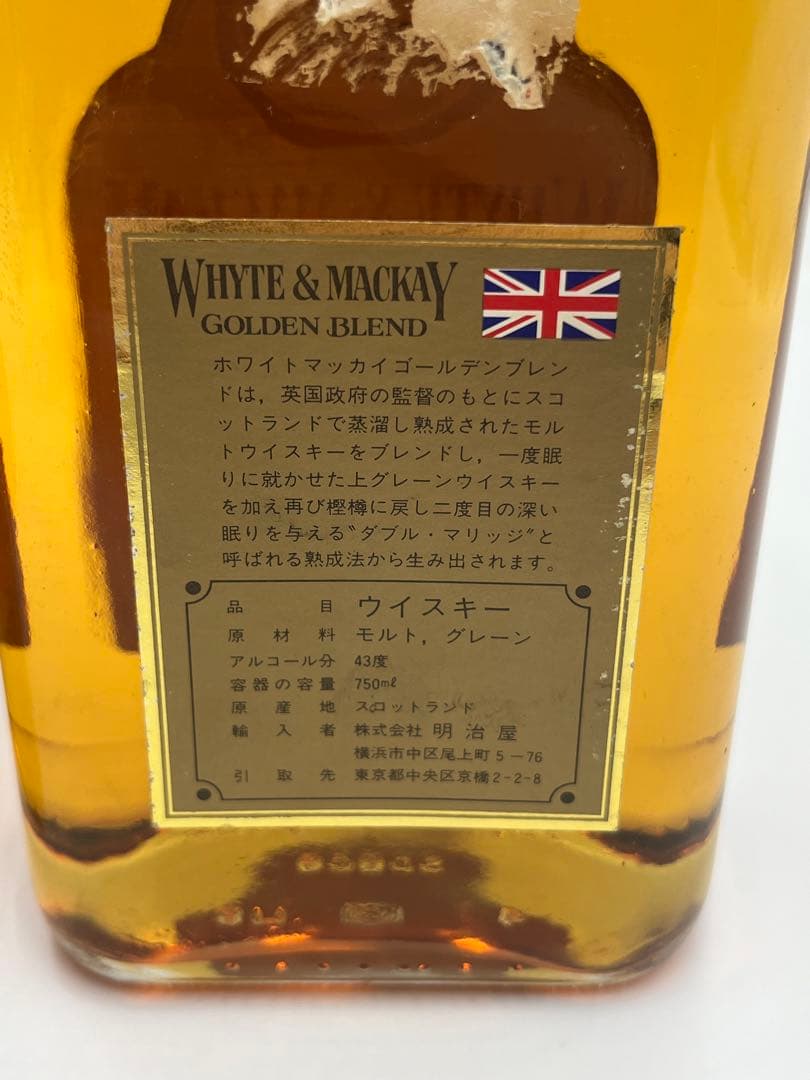 WHYTE & MACKAY
GOLDEN BLEND
ホワイトマッカイゴールデンブレン
ドは，英国政府の監督のもとにスコ
ットランドで蒸溜し熟成されたモル
トウイスキーをブレンドし，一度眠
りに就かせた上グレーンウイスキー
を加え再び樫樽に戻し二度目の深い
眠りを与える〝ダブル・マリッジ〞と
呼ばれる熟成法から生み出されます。
品目 ウイスキー
原材料 モルト，グレーン
アルコール分 43度
容器の容量 750㎖
原産地 スコットランド
輸入者 株式会社 明治屋
横浜市中区尾上町5－76
引取先 東京都中央区京橋2-2-8